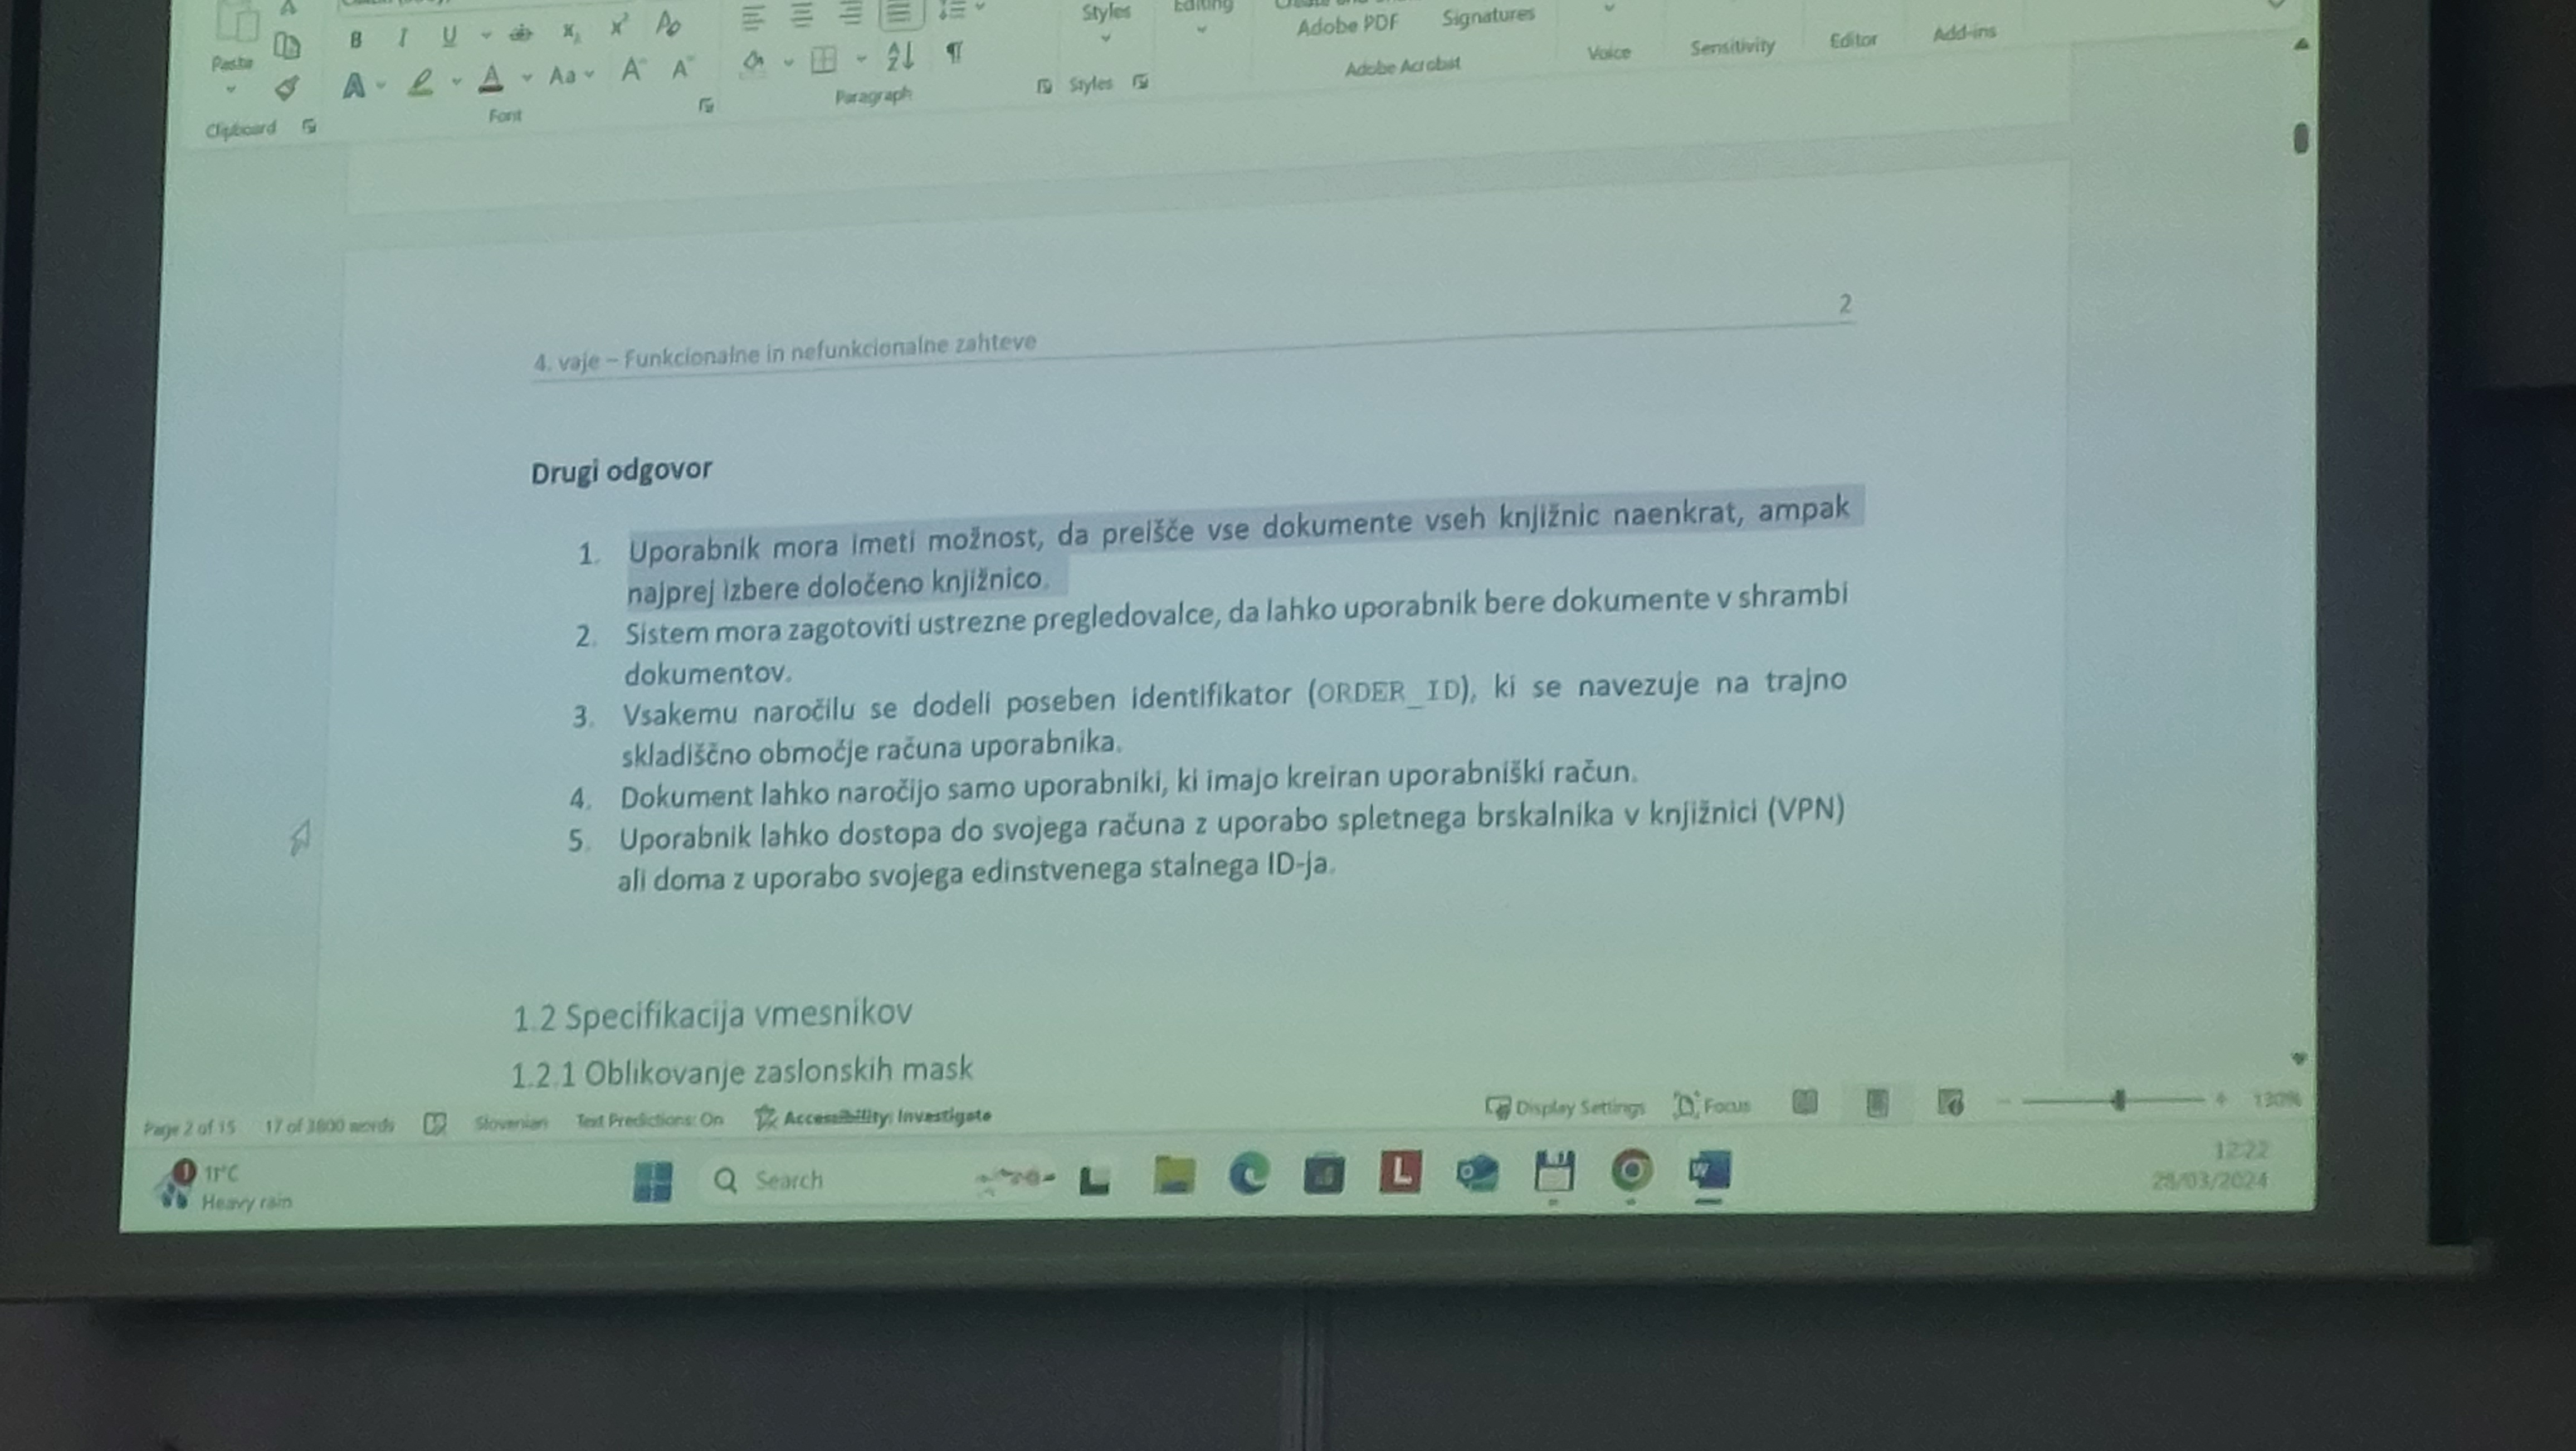 Paste
Clipboard
B I U ab x₂ x² A
A A Aa A A
Font
Paragraph
Styles
Styles
Editing
Adobe PDF
Signatures
Adobe Acrobat
Voice
Sensitivity
Editor
Add-ins
4. vaje – Funkcionalne in nefunkcionalne zahteve 2
Drugi odgovor
1. Uporabnik mora imeti možnost, da preišče vse dokumente vseh knjižnic naenkrat, ampak
najprej izbere določeno knjižnico.
2. Sistem mora zagotoviti ustrezne pregledovalce, da lahko uporabnik bere dokumente v shrambi
dokumentov.
3. Vsakemu naročilu se dodeli poseben identifikator (ORDER_ID), ki se navezuje na trajno
skladiščno območje računa uporabnika.
4. Dokument lahko naročijo samo uporabniki, ki imajo kreiran uporabniški račun.
5. Uporabnik lahko dostopa do svojega računa z uporabo spletnega brskalnika v knjižnici (VPN)
ali doma z uporabo svojega edinstvenega stalnega ID-ja.
1.2 Specifikacija vmesnikov
1.2.1 Oblikovanje zaslonskih mask
Page 2 of 15 17 of 3800 words Slovenian Text Predictions: On Accessibility: Investigate Display Settings Focus 130%
1 11°C
Heavy rain
Search
L
W
12:22
28/03/2024